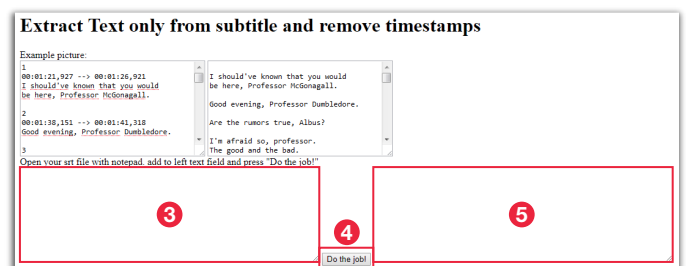 Extract Text only from subtitle and remove timestamps
Example picture:
1
00:01:21,927 --> 00:01:26,921
I should've known that you would
be here, Professor McGonagall.
2
00:01:38,151 --> 00:01:41,318
Good evening, Professor Dumbledore.
3
I should've known that you would
be here, Professor McGonagall.
Good evening, Professor Dumbledore.
Are the rumors true, Albus?
I'm afraid so, professor.
The good and the bad.
Open your srt file with notepad. add to left text field and press "Do the job!"
3
4
5
Do the job!